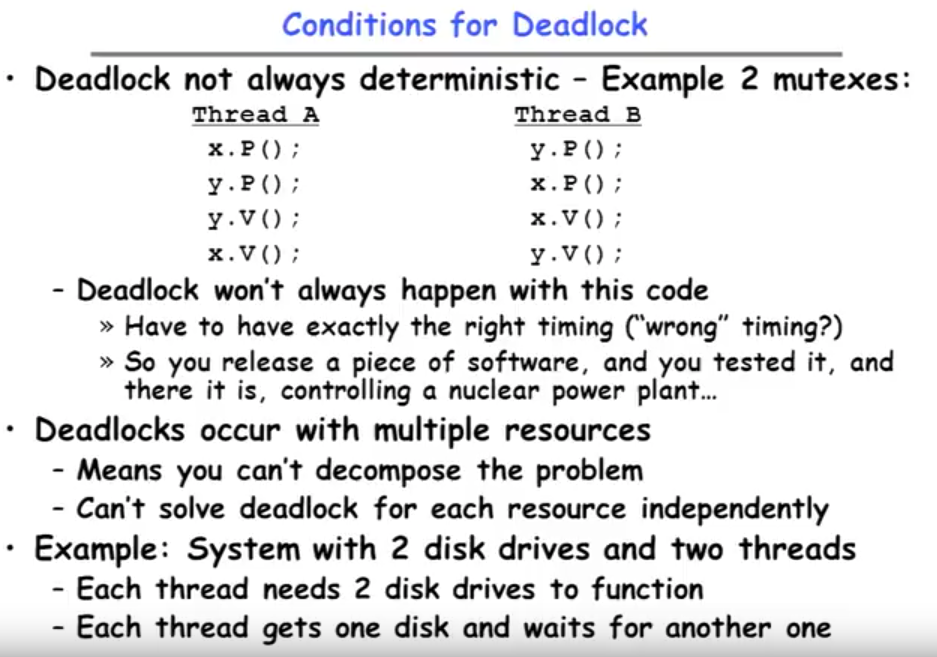 Conditions for Deadlock
• Deadlock not always deterministic – Example 2 mutexes:
Thread A Thread B
x.P(); y.P();
y.P(); x.P();
y.V(); x.V();
x.V(); y.V();
– Deadlock won't always happen with this code
» Have to have exactly the right timing ("wrong" timing?)
» So you release a piece of software, and you tested it, and
there it is, controlling a nuclear power plant…
• Deadlocks occur with multiple resources
– Means you can't decompose the problem
– Can't solve deadlock for each resource independently
• Example: System with 2 disk drives and two threads
– Each thread needs 2 disk drives to function
– Each thread gets one disk and waits for another one